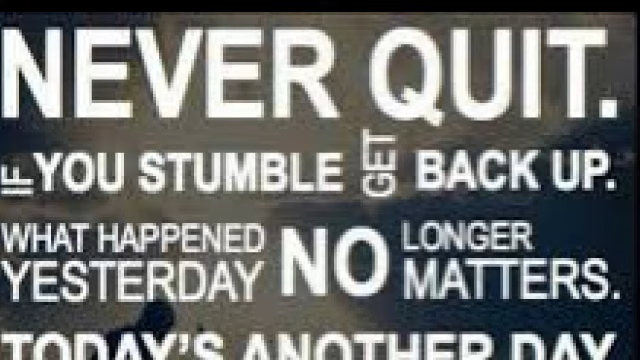 NEVER QUIT.
IF YOU STUMBLE GET BACK UP.
WHAT HAPPENED
YESTERDAY NO LONGER
MATTERS.
TODAY'S ANOTHER DAY